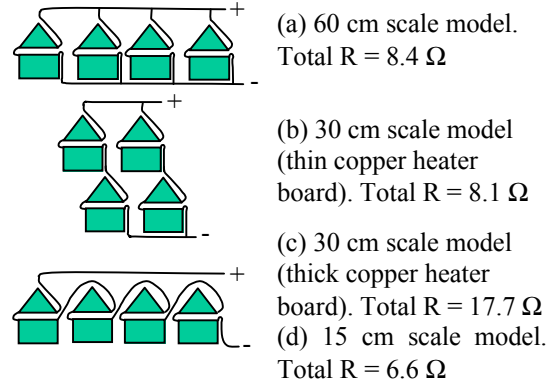 +
-
(a) 60 cm scale model.
Total R = 8.4 Ω
+
-
(b) 30 cm scale model
(thin copper heater
board). Total R = 8.1 Ω
+
-
(c) 30 cm scale model
(thick copper heater
board). Total R = 17.7 Ω
(d) 15 cm scale model.
Total R = 6.6 Ω